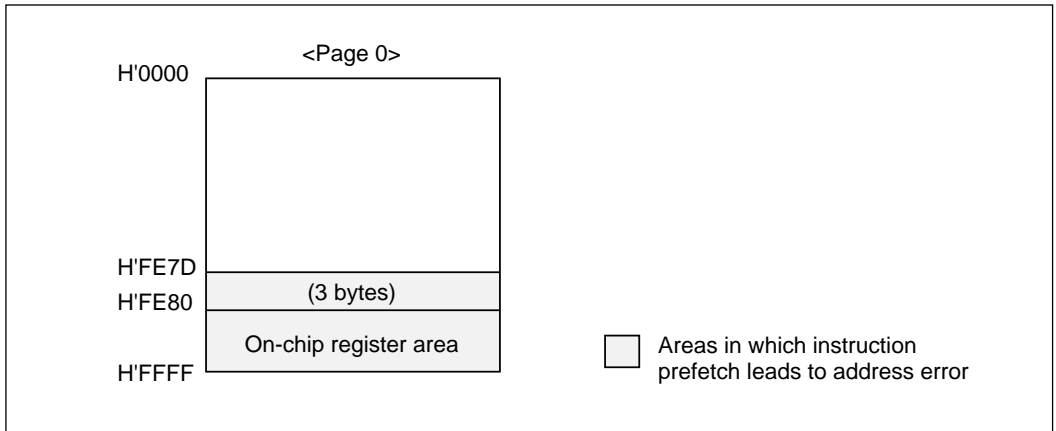 <Page 0>
H'0000
H'FE7D
(3 bytes)
H'FE80
On-chip register area
H'FFFF
Areas in which instruction
prefetch leads to address error